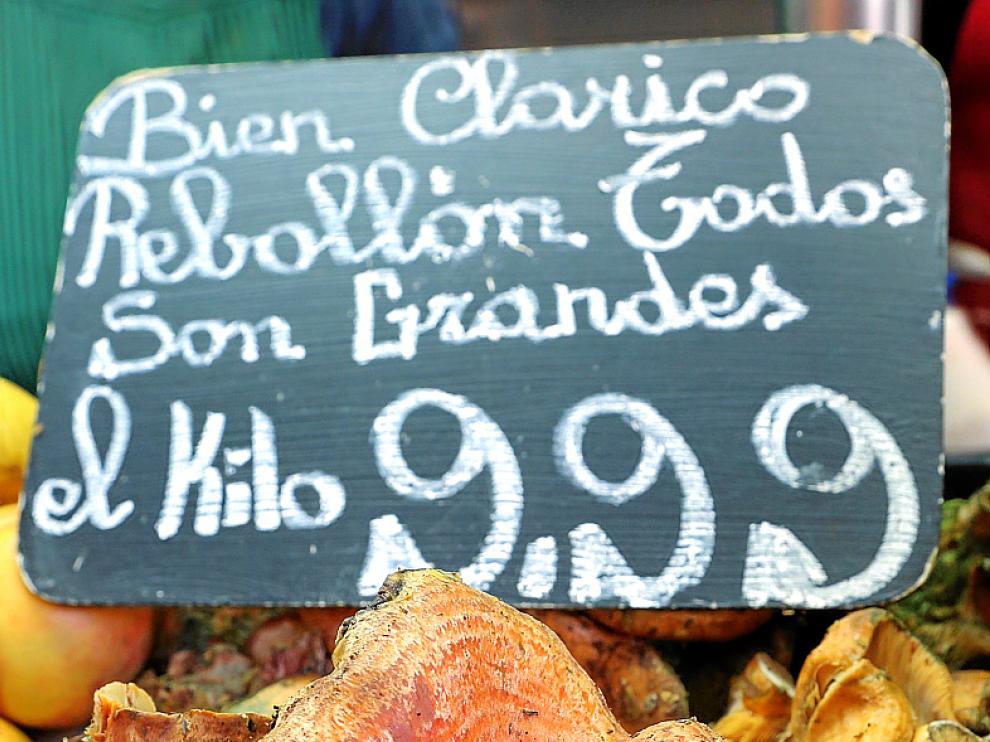 Bien Clarico
Rebollón Todos
Son Grandes
el Kilo 9,99